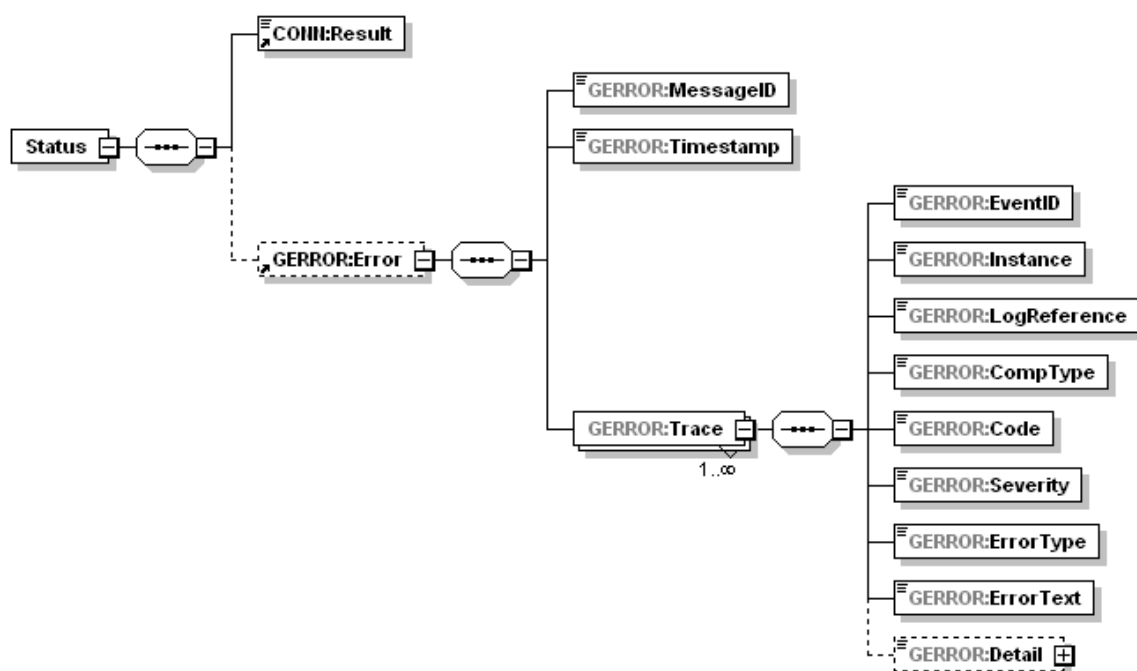 CONN:Result
GERROR:MessageID
Status
GERROR:Timestamp
GERROR:EventID
GERROR:Error
GERROR:Instance
GERROR:LogReference
GERROR:CompType
GERROR:Trace
1..∞
GERROR:Code
GERROR:Severity
GERROR:ErrorType
GERROR:ErrorText
GERROR:Detail